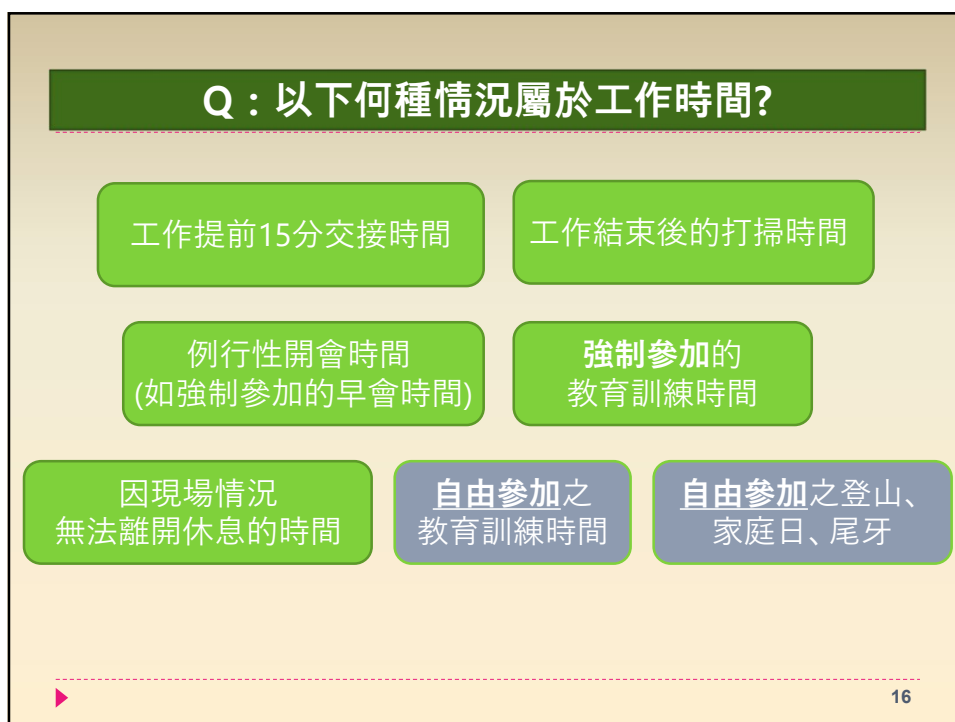 Q：以下何種情況屬於工作時間?
工作提前15分交接時間
工作結束後的打掃時間
例行性開會時間
(如強制參加的早會時間)
強制參加的
教育訓練時間
因現場情況
無法離開休息的時間
自由參加之
教育訓練時間
自由參加之登山、
家庭日、尾牙
16